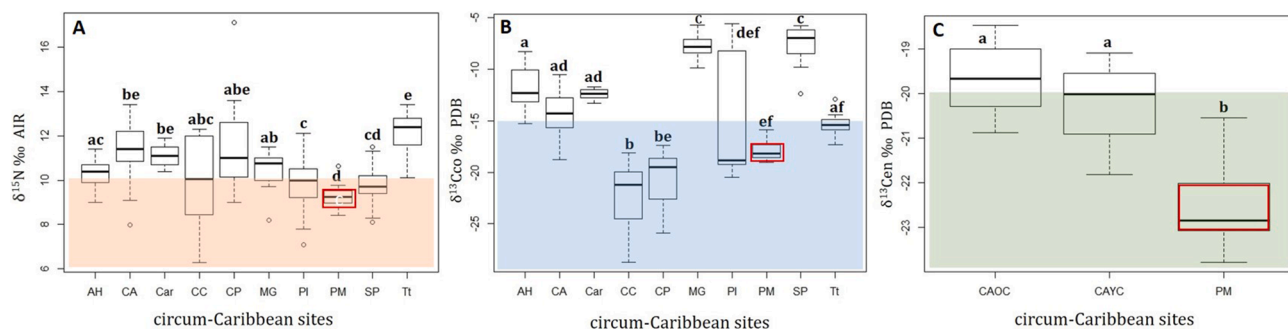 A
δ¹⁵N ‰ AIR
16
14
12
10
8
6
ac
be
be
abc
abe
ab
c
d
cd
e
AH CA Car CC CP MG PI PM SP Tt
circum-Caribbean sites
B
δ¹³Cco ‰ PDB
-5
-10
-15
-20
-25
a
ad
ad
b
be
c
def
ef
c
af
AH CA Car CC CP MG PI PM SP Tt
circum-Caribbean sites
C
δ¹³Cen ‰ PDB
-19
-20
-21
-22
-23
a
a
b
CAOC CAYC PM
circum-Caribbean sites